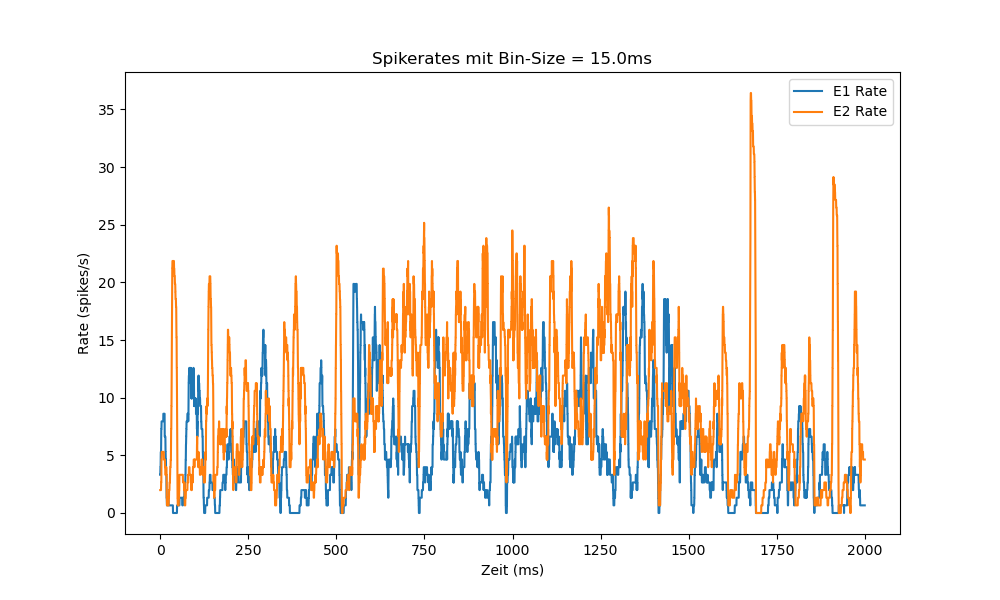 Spikerates mit Bin-Size = 15.0ms
E1 Rate
E2 Rate
Rate (spikes/s)
35
30
25
20
15
10
5
0
0 250 500 750 1000 1250 1500 1750 2000
Zeit (ms)